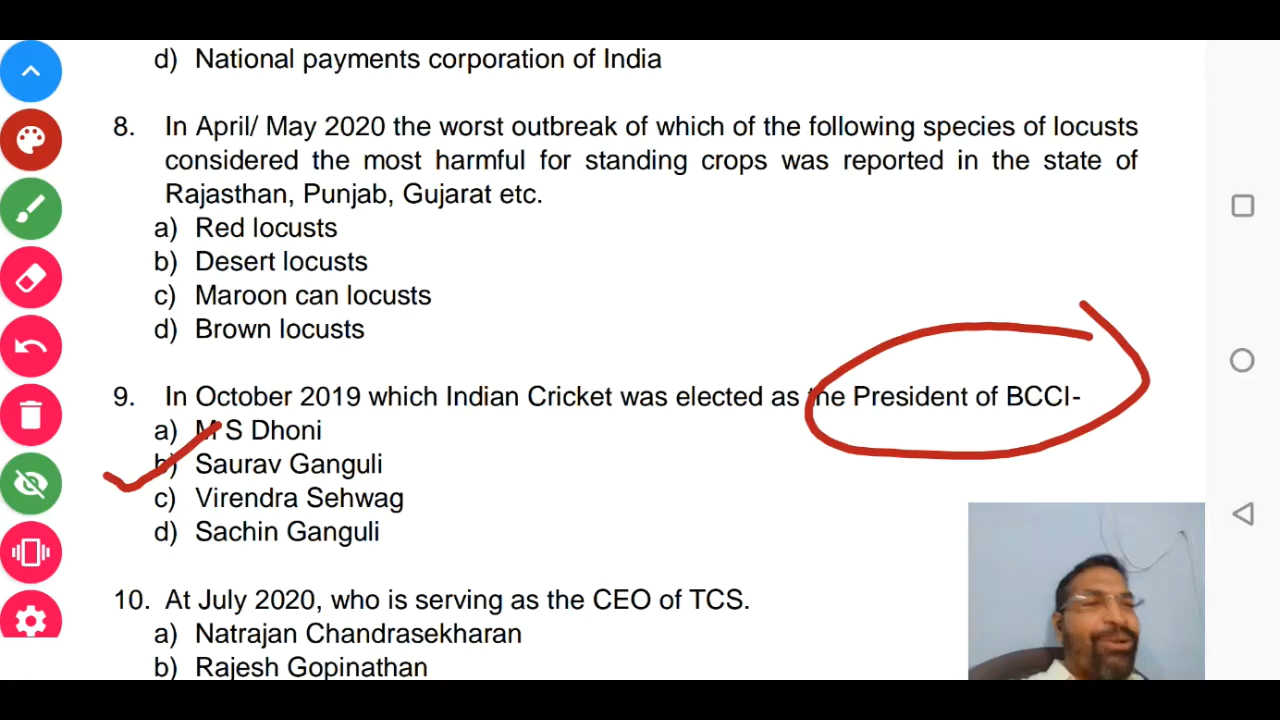 d) National payments corporation of India
8. In April/ May 2020 the worst outbreak of which of the following species of locusts
considered the most harmful for standing crops was reported in the state of
Rajasthan, Punjab, Gujarat etc.
a) Red locusts
b) Desert locusts
c) Maroon can locusts
d) Brown locusts
9. In October 2019 which Indian Cricket was elected as the President of BCCI-
a) M S Dhoni
b) Saurav Ganguli
c) Virendra Sehwag
d) Sachin Ganguli
10. At July 2020, who is serving as the CEO of TCS.
a) Natrajan Chandrasekharan
b) Rajesh Gopinathan